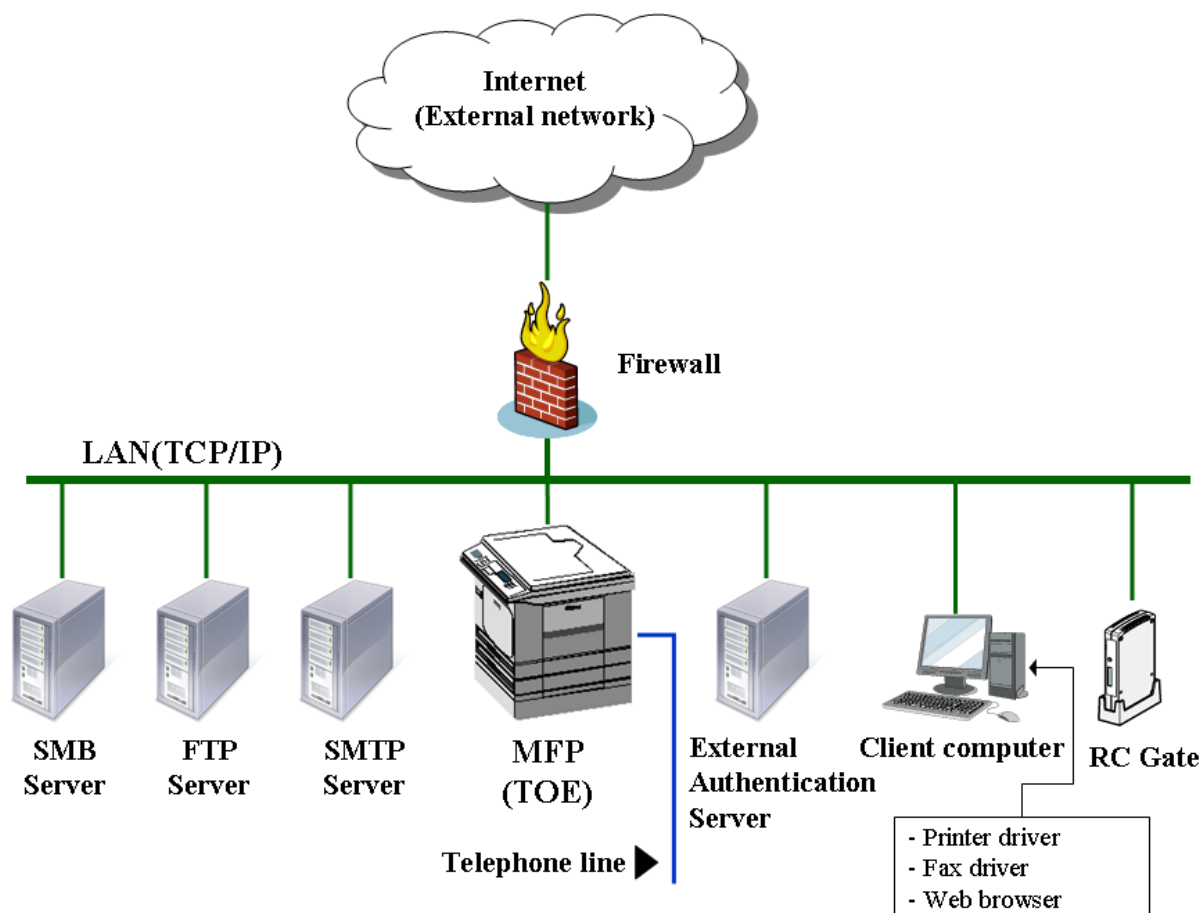 Internet
(External network)
Firewall
LAN(TCP/IP)
SMB
Server
FTP
Server
SMTP
Server
MFP
(TOE)
External
Authentication
Server
Client computer
RC Gate
Telephone line
- Printer driver
- Fax driver
- Web browser